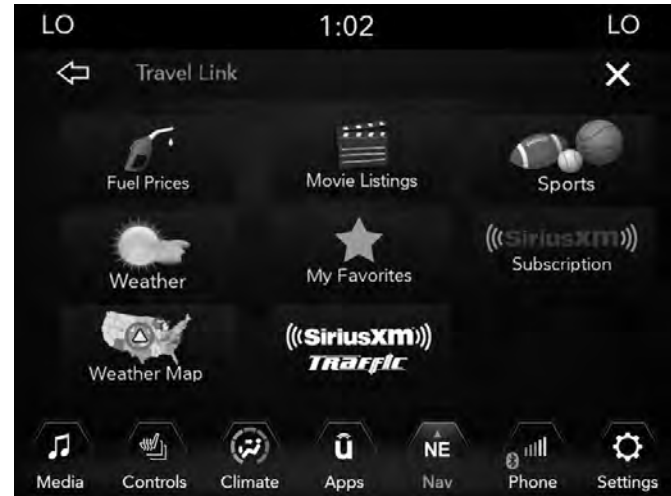 LO 1:02 LO
Travel Link
Fuel Prices Movie Listings Sports
((SiriusXM))
Weather My Favorites Subscription
((SiriusXM))
TRAFFIC
Weather Map
NE
Media Controls Climate Apps Nav Phone Settings